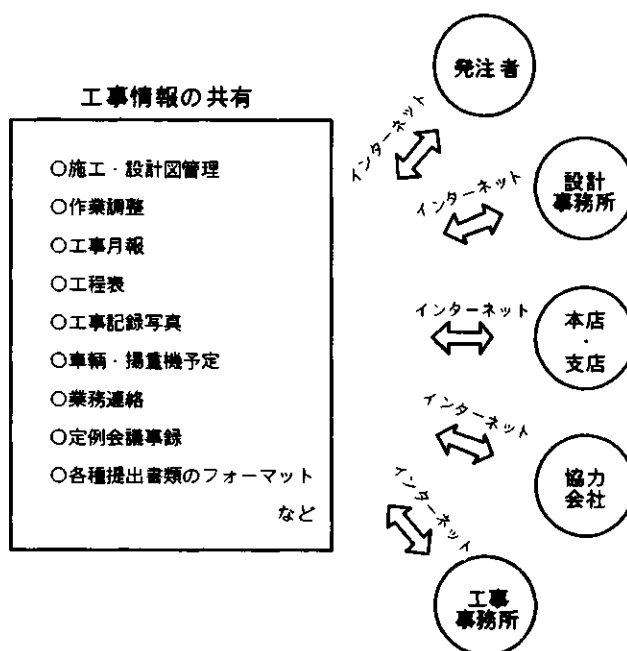 工事情報の共有
○施工・設計図管理
○作業調整
○工事月報
○工程表
○工事記録写真
○車輌・揚重機予定
○業務連絡
○定例会議事録
○各種提出書類のフォーマット
など
発注者
インターネット
設計
事務所
インターネット
本店
・
支店
インターネット
協力
会社
インターネット
工事
事務所
インターネット